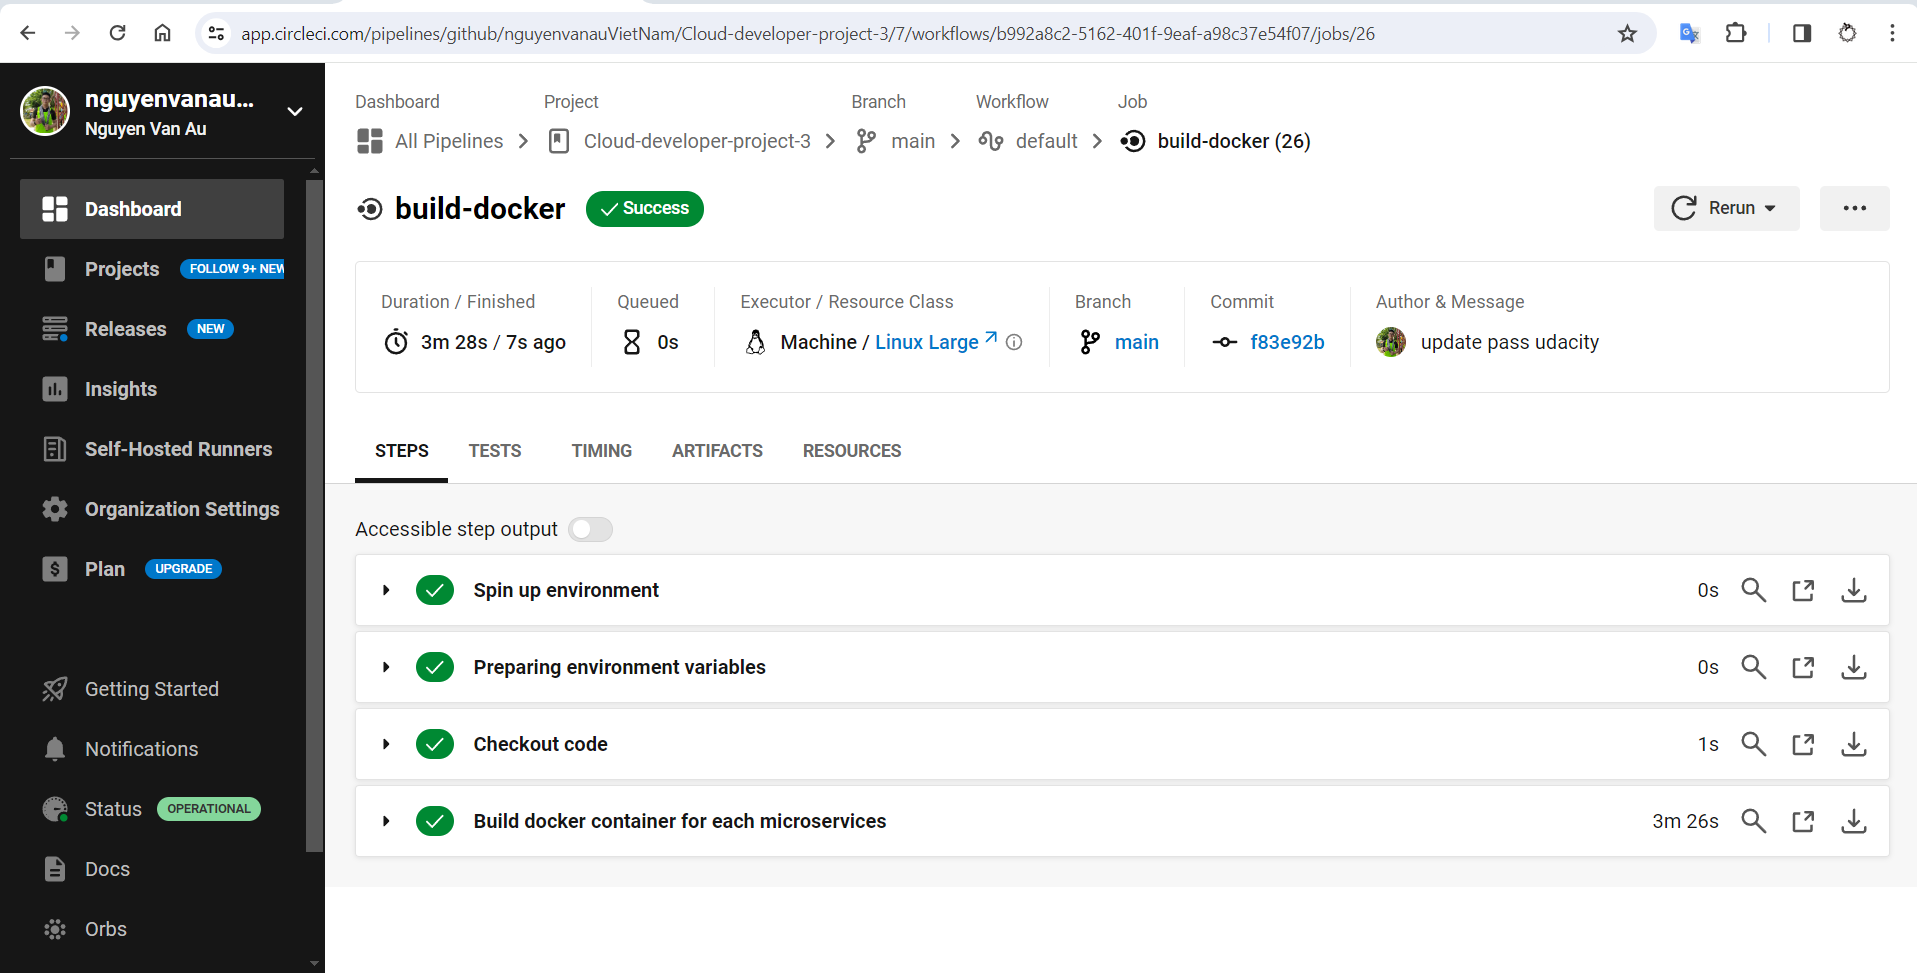 app.circleci.com/pipelines/github/nguyenvanauVietNam/Cloud-developer-project-3/7/workflows/b992a8c2-5162-401f-9eaf-a98c37e54f07/jobs/26
nguyenvanau...
Nguyen Van Au
Dashboard
Projects FOLLOW 9+ NEW
Releases NEW
Insights
Self-Hosted Runners
Organization Settings
Plan UPGRADE
Getting Started
Notifications
Status OPERATIONAL
Docs
Orbs
Dashboard Project Branch Workflow Job
All Pipelines Cloud-developer-project-3 main default build-docker (26)
build-docker Success Rerun
Duration / Finished Queued Executor / Resource Class Branch Commit Author & Message
3m 28s / 7s ago 0s Machine / Linux Large main f83e92b update pass udacity
STEPS TESTS TIMING ARTIFACTS RESOURCES
Accessible step output
Spin up environment 0s
Preparing environment variables 0s
Checkout code 1s
Build docker container for each microservices 3m 26s